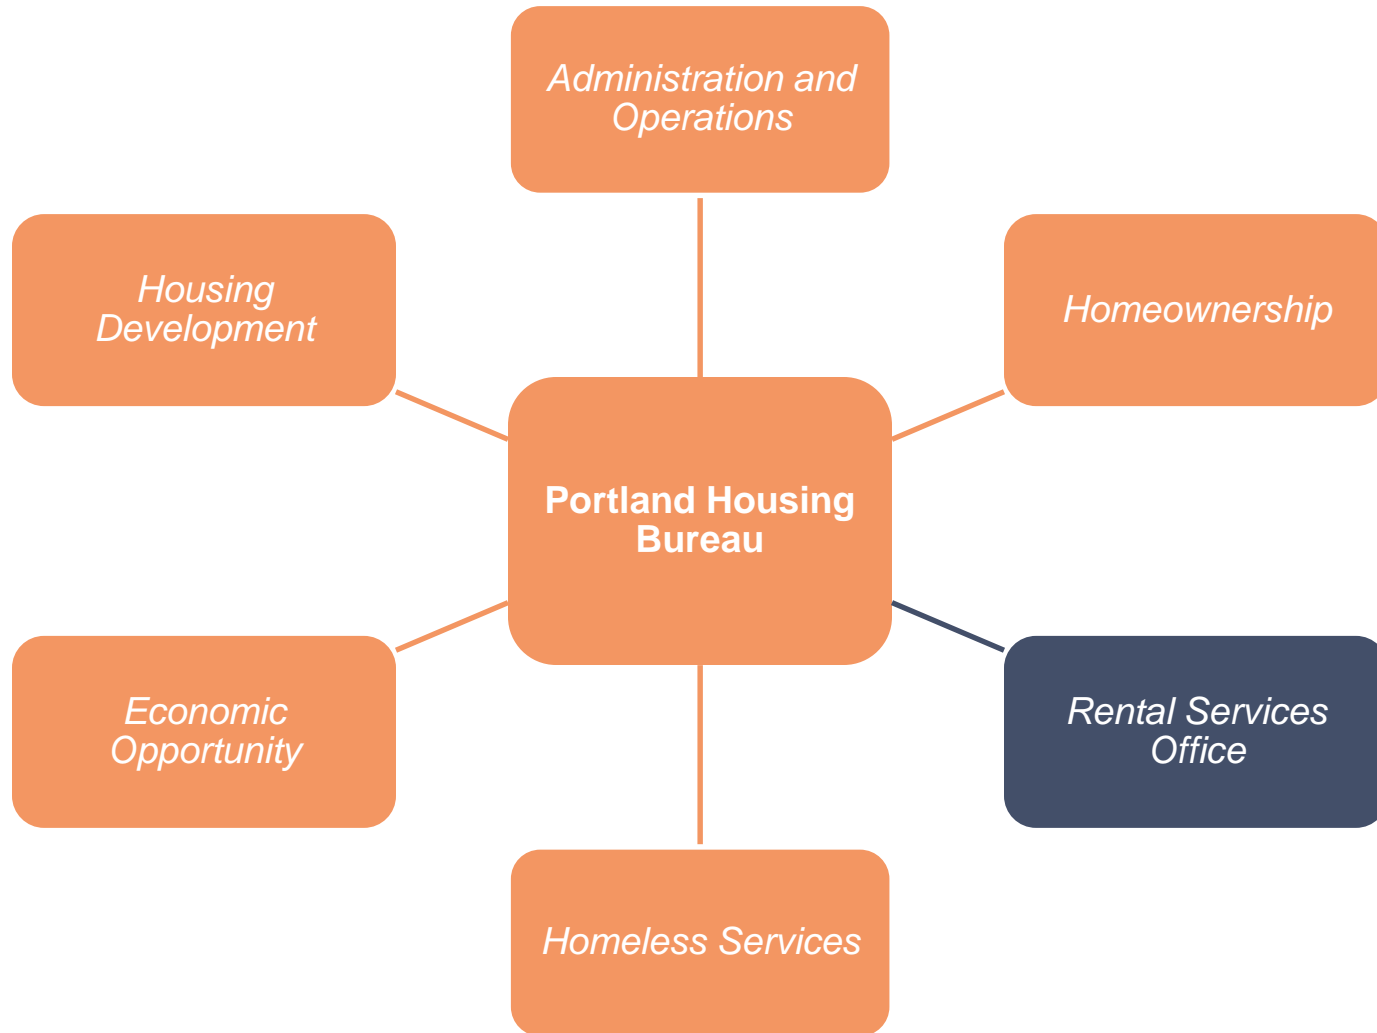 Administration and
Operations
Housing
Development
Homeownership
Portland Housing
Bureau
Economic
Opportunity
Rental Services
Office
Homeless Services